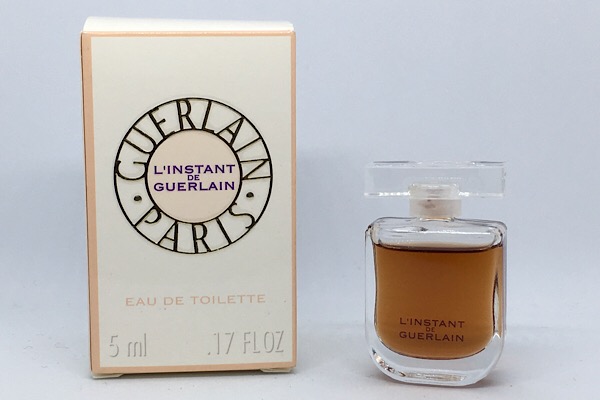 GUERLAIN
L'INSTANT
DE
GUERLAIN
• PARIS •
EAU DE TOILETTE
5 ml .17 FL OZ
L'INSTANT
DE
GUERLAIN